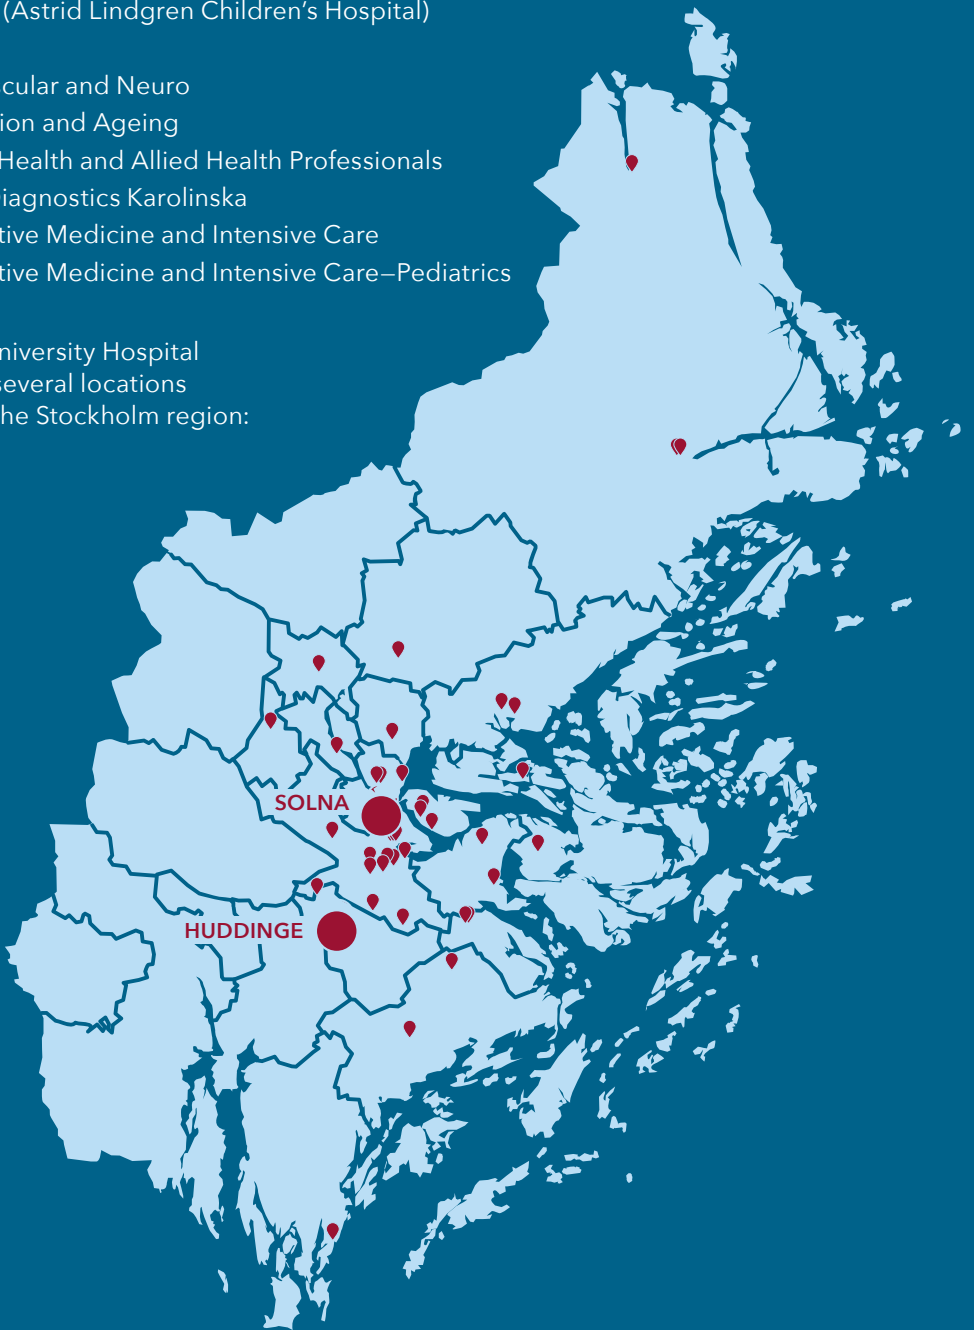 (Astrid Lindgren Children’s Hospital)
cular and Neuro
ion and Ageing
Health and Allied Health Professionals
iagnostics Karolinska
tive Medicine and Intensive Care
tive Medicine and Intensive Care–Pediatrics
niversity Hospital
several locations
he Stockholm region:
SOLNA
HUDDINGE